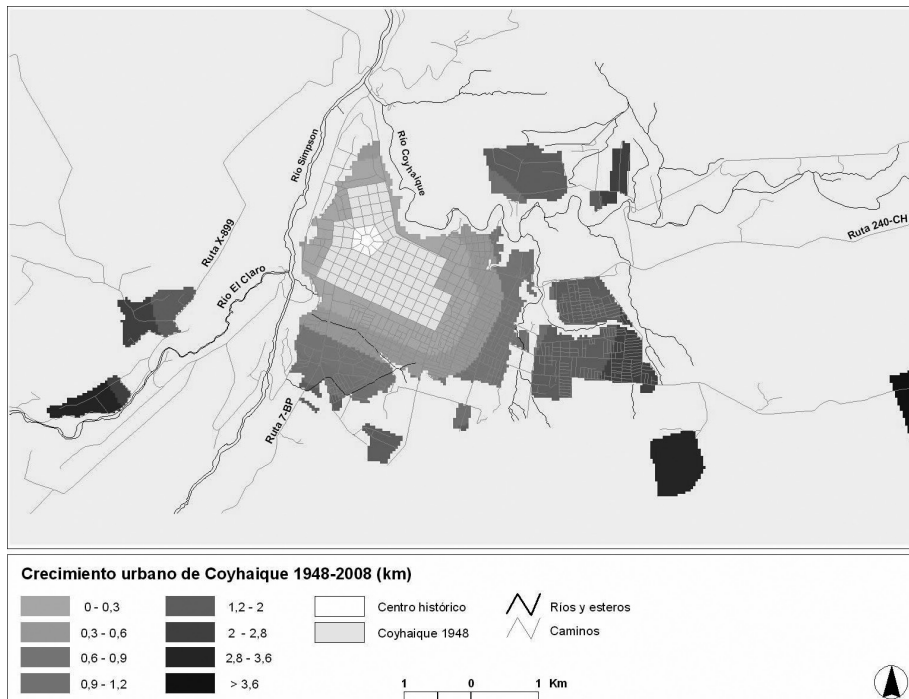 Río Simpson
Río Coyhaique
Ruta X-899
Río El Claro
Ruta 240-CH
Ruta 7-BP
Crecimiento urbano de Coyhaique 1948-2008 (km)
0 - 0,3
0,3 - 0,6
0,6 - 0,9
0,9 - 1,2
1,2 - 2
2 - 2,8
2,8 - 3,6
> 3,6
Centro histórico
Coyhaique 1948
Ríos y esteros
Caminos
1 0 1 Km